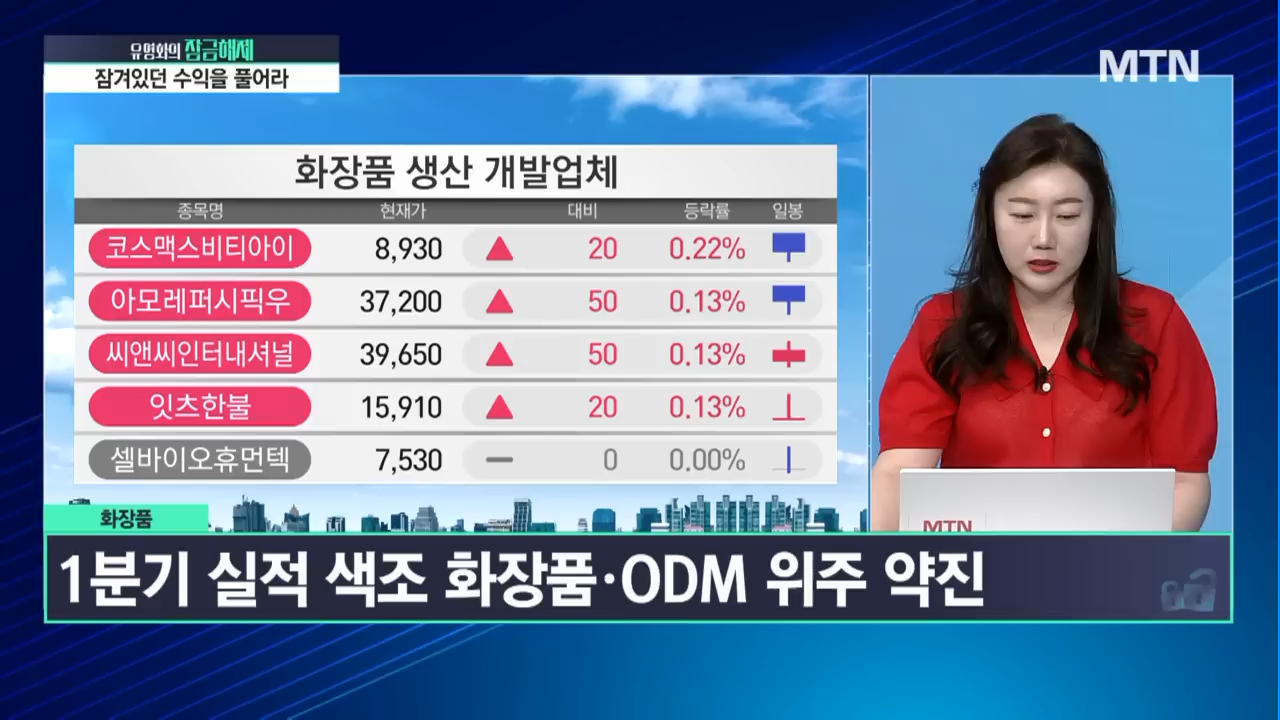 유명화의 잠금해제
잠겨있던 수익을 풀어라
MTN
화장품 생산 개발업체
종목명 현재가 대비 등락률 일봉
코스맥스비티아이 8,930 ▲ 20 0.22%
아모레퍼시픽우 37,200 ▲ 50 0.13%
씨앤씨인터내셔널 39,650 ▲ 50 0.13%
잇츠한불 15,910 ▲ 20 0.13%
셀바이오휴먼텍 7,530 – 0 0.00%
MTN
화장품
1분기 실적 색조 화장품·ODM 위주 약진